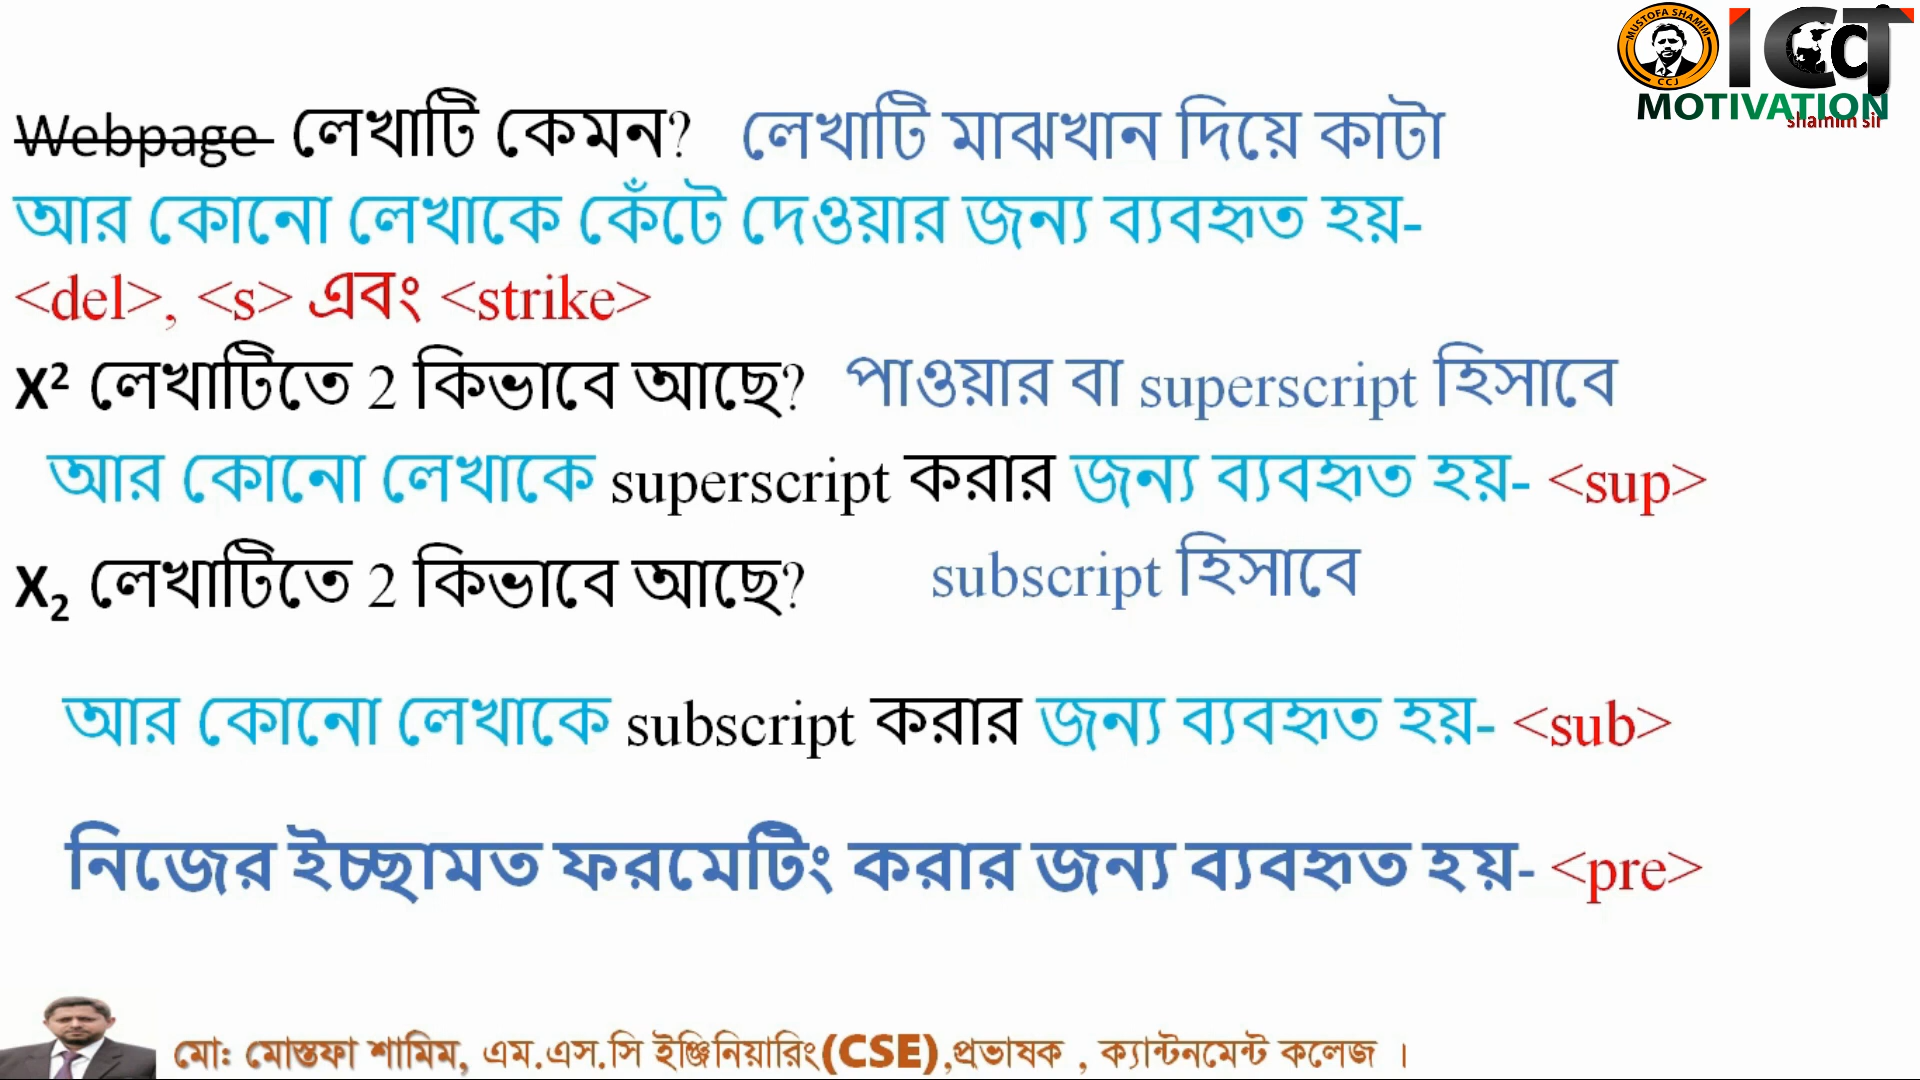 MUSTOFA SHAMIM
CCJ
ICT
MOTIVATION
shamim sir
Webpage লেখাটি কেমন? লেখাটি মাঝখান দিয়ে কাটা
আর কোনো লেখাকে কেঁটে দেওয়ার জন্য ব্যবহৃত হয়-
<del>, <s> এবং <strike>
X² লেখাটিতে 2 কিভাবে আছে? পাওয়ার বা superscript হিসাবে
আর কোনো লেখাকে superscript করার জন্য ব্যবহৃত হয়- <sup>
X₂ লেখাটিতে 2 কিভাবে আছে? subscript হিসাবে
আর কোনো লেখাকে subscript করার জন্য ব্যবহৃত হয়- <sub>
নিজের ইচ্ছামত ফরমেটিং করার জন্য ব্যবহৃত হয়- <pre>
মো: মোস্তফা শামিম, এম.এস.সি ইঞ্জিনিয়ারিং(CSE),প্রভাষক , ক্যান্টনমেন্ট কলেজ ।